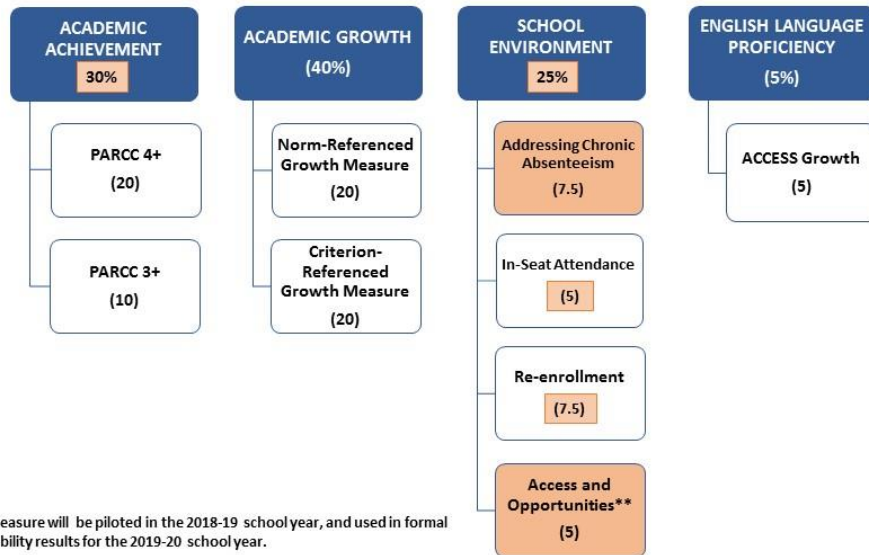 ACADEMIC
ACHIEVEMENT
30%
PARCC 4+
(20)
PARCC 3+
(10)
ACADEMIC GROWTH
(40%)
Norm-Referenced
Growth Measure
(20)
Criterion-
Referenced
Growth Measure
(20)
SCHOOL
ENVIRONMENT
25%
Addressing Chronic
Absenteeism
(7.5)
In-Seat Attendance
(5)
Re-enrollment
(7.5)
Access and
Opportunities**
(5)
ENGLISH LANGUAGE
PROFICIENCY
(5%)
ACCESS Growth
(5)
easure will be piloted in the 2018-19 school year, and used in formal
bility results for the 2019-20 school year.